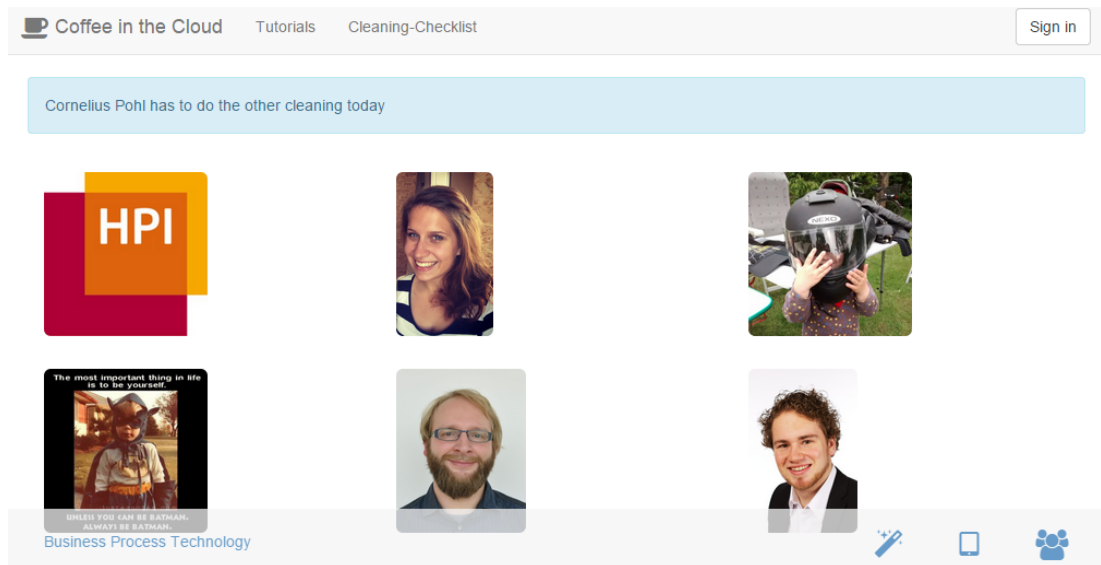 Coffee in the Cloud Tutorials Cleaning-Checklist Sign in
Cornelius Pohl has to do the other cleaning today
HPI
NEXO
The most important thing in life
is to be yourself.
UNLESS YOU CAN BE BATMAN.
ALWAYS BE BATMAN.
Business Process Technology